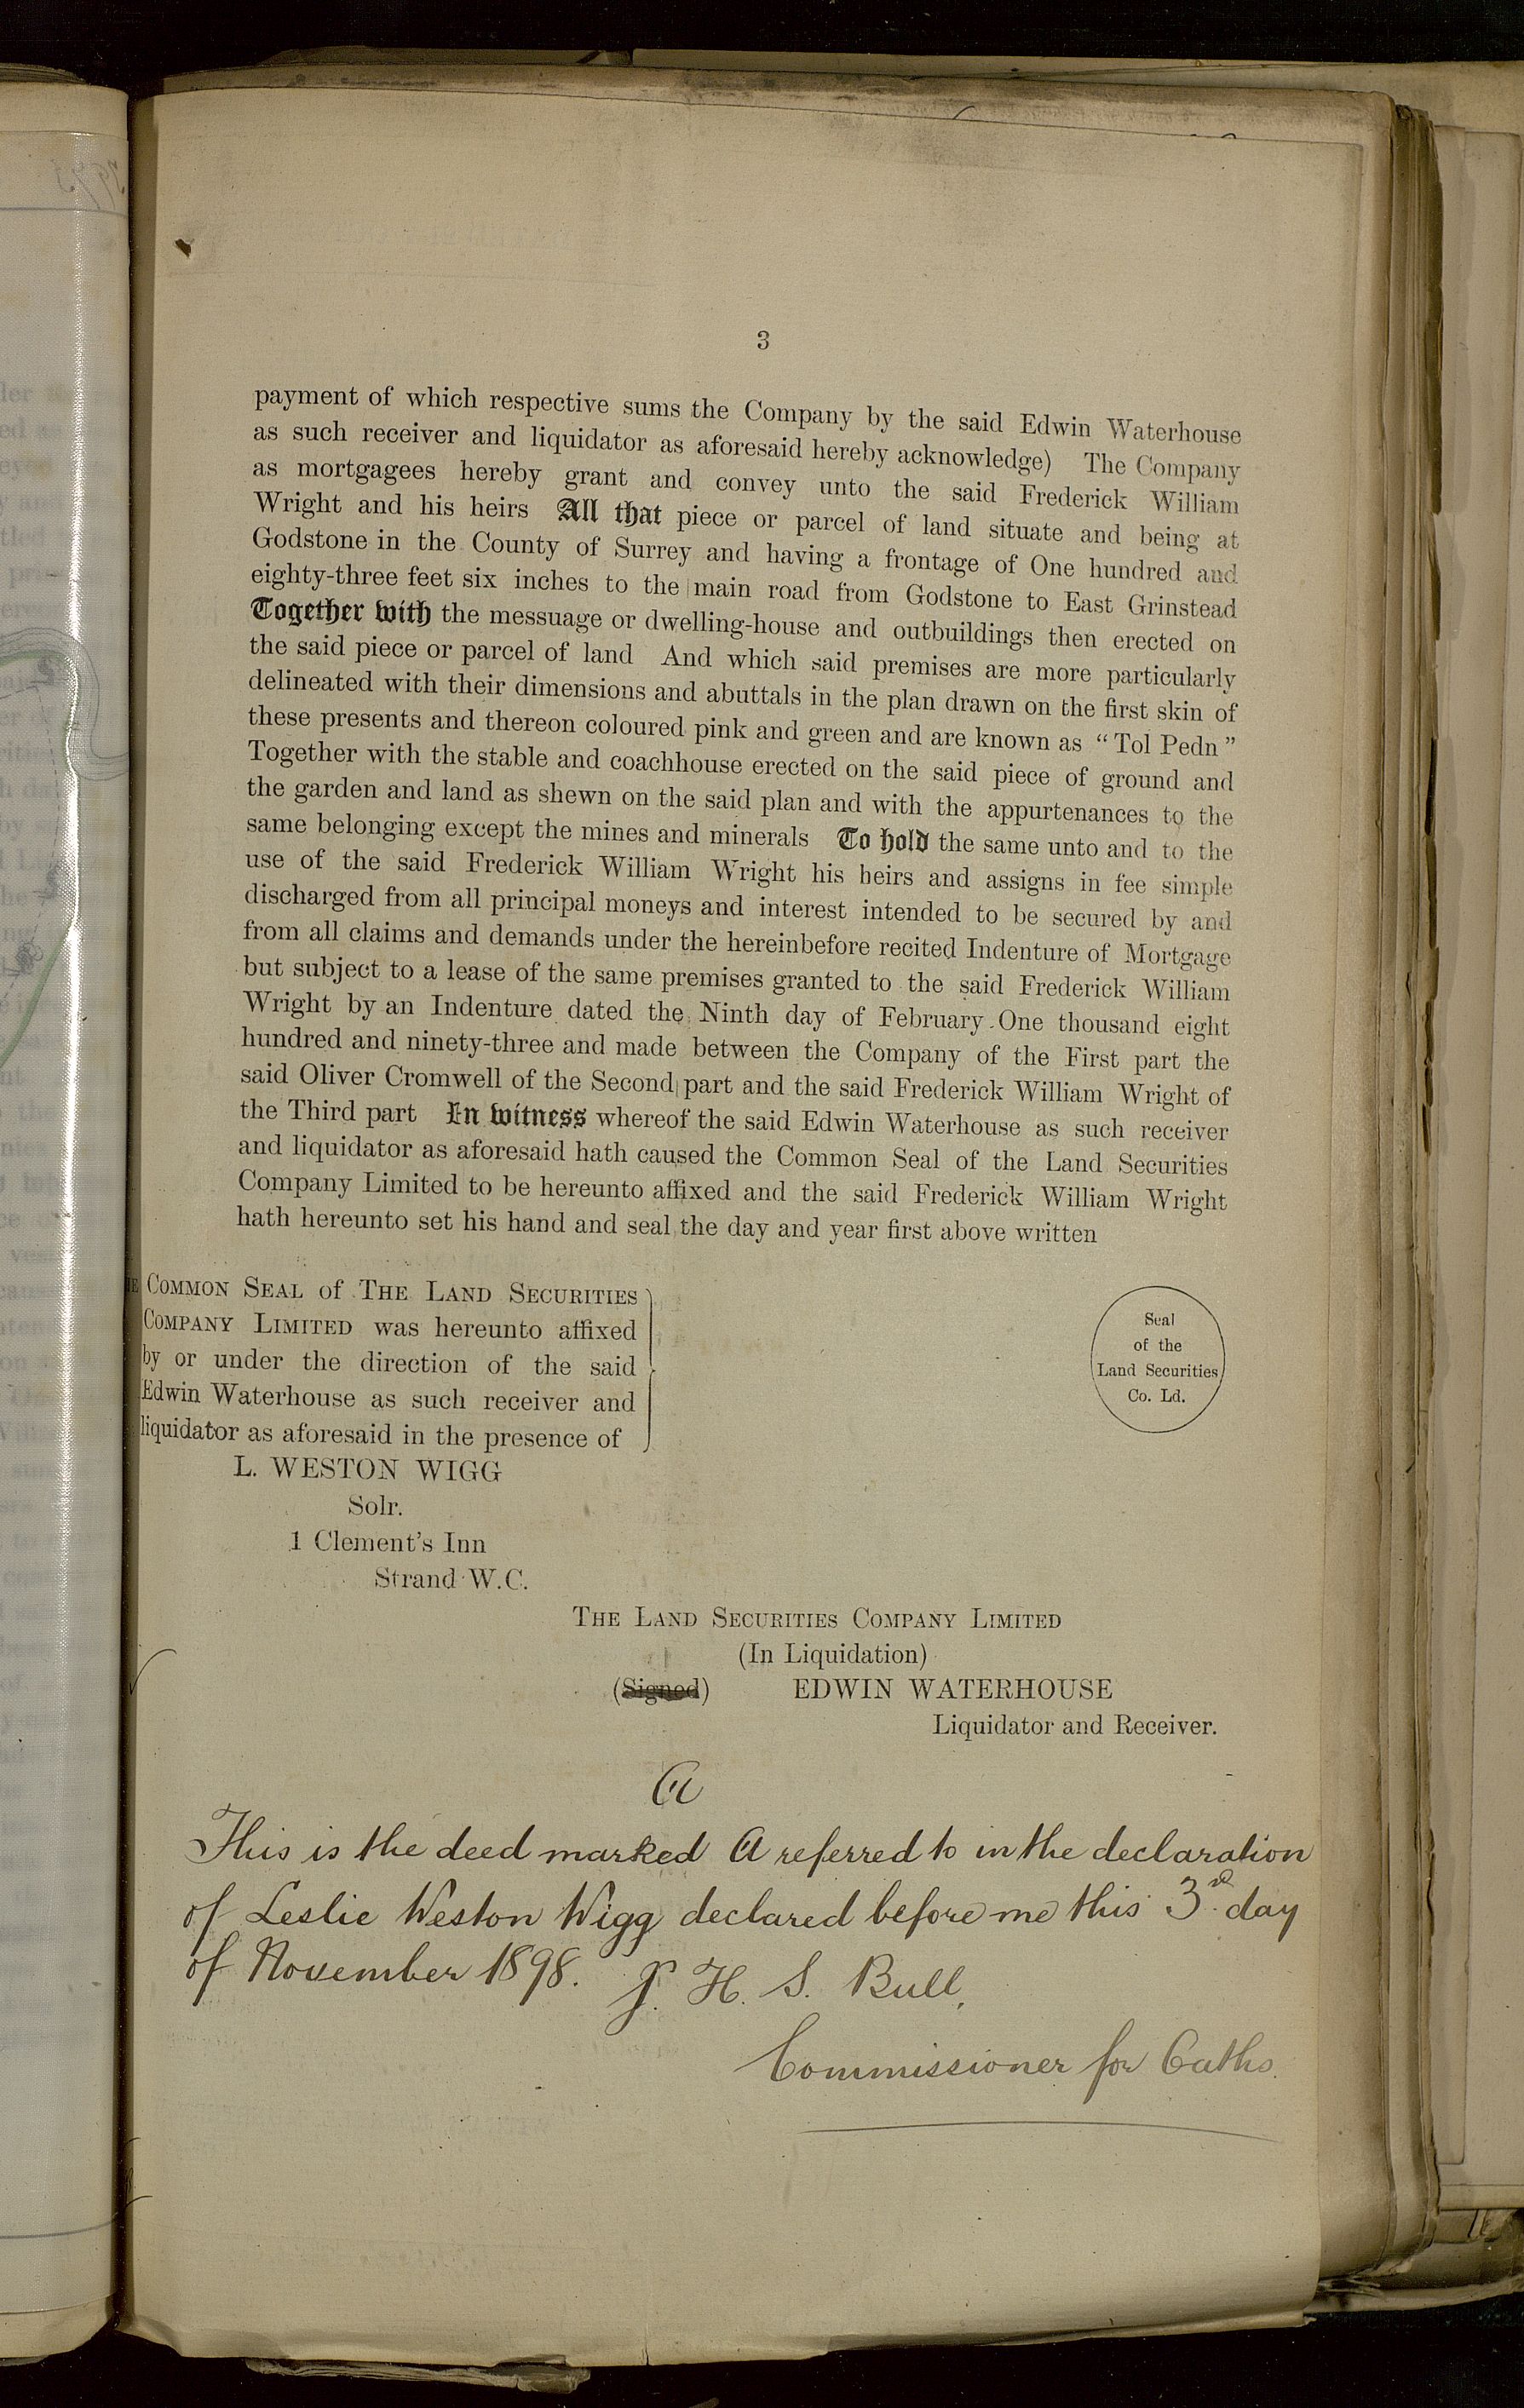 3
payment of which respective sums the Company by the said Edwin Waterhouse
as such receiver and liquidator as aforesaid hereby acknowledge) The Company
as mortgagees hereby grant and convey unto the said Frederick William
Wright and his heirs All that piece or parcel of land situate and being at
Godstone in the County of Surrey and having a frontage of One hundred and
eighty-three feet six inches to the main road from Godstone to East Grinstead
Together with the messuage or dwelling-house and outbuildings then erected on
the said piece or parcel of land And which said premises are more particularly
delineated with their dimensions and abuttals in the plan drawn on the first skin of
these presents and thereon coloured pink and green and are known as “Tol Pedn”
Together with the stable and coachhouse erected on the said piece of ground and
the garden and land as shewn on the said plan and with the appurtenances to the
same belonging except the mines and minerals To hold the same unto and to the
use of the said Frederick William Wright his heirs and assigns in fee simple
discharged from all principal moneys and interest intended to be secured by and
from all claims and demands under the hereinbefore recited Indenture of Mortgage
but subject to a lease of the same premises granted to the said Frederick William
Wright by an Indenture dated the Ninth day of February One thousand eight
hundred and ninety-three and made between the Company of the First part the
said Oliver Cromwell of the Second part and the said Frederick William Wright of
the Third part In witness whereof the said Edwin Waterhouse as such receiver
and liquidator as aforesaid hath caused the Common Seal of the Land Securities
Company Limited to be hereunto affixed and the said Frederick William Wright
hath hereunto set his hand and seal the day and year first above written
COMMON SEAL of THE LAND SECURITIES
COMPANY LIMITED was hereunto affixed
by or under the direction of the said
Edwin Waterhouse as such receiver and
liquidator as aforesaid in the presence of
Seal
of the
Land Securities
Co. Ld.
L. WESTON WIGG
Solr.
1 Clement's Inn
Strand W.C.
THE LAND SECURITIES COMPANY LIMITED
(In Liquidation)
(Signed) EDWIN WATERHOUSE
Liquidator and Receiver.
A
This is the deed marked A referred to in the declaration
of Leslie Weston Wigg declared before me this 3rd day
of November 1898. J. H. S. Bull,
Commissioner for Oaths.